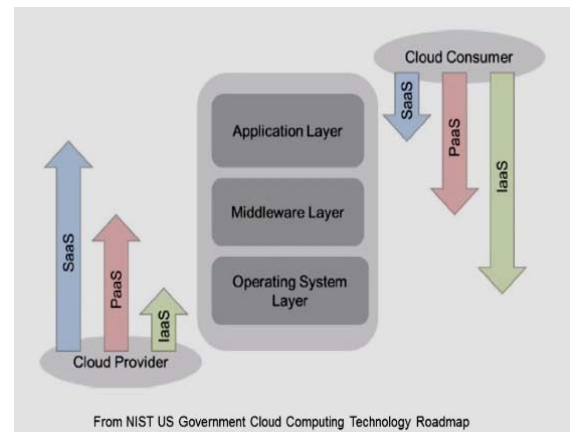 Cloud Consumer
SaaS
PaaS
IaaS
Application Layer
Middleware Layer
Operating System
Layer
SaaS
PaaS
IaaS
Cloud Provider
From NIST US Government Cloud Computing Technology Roadmap